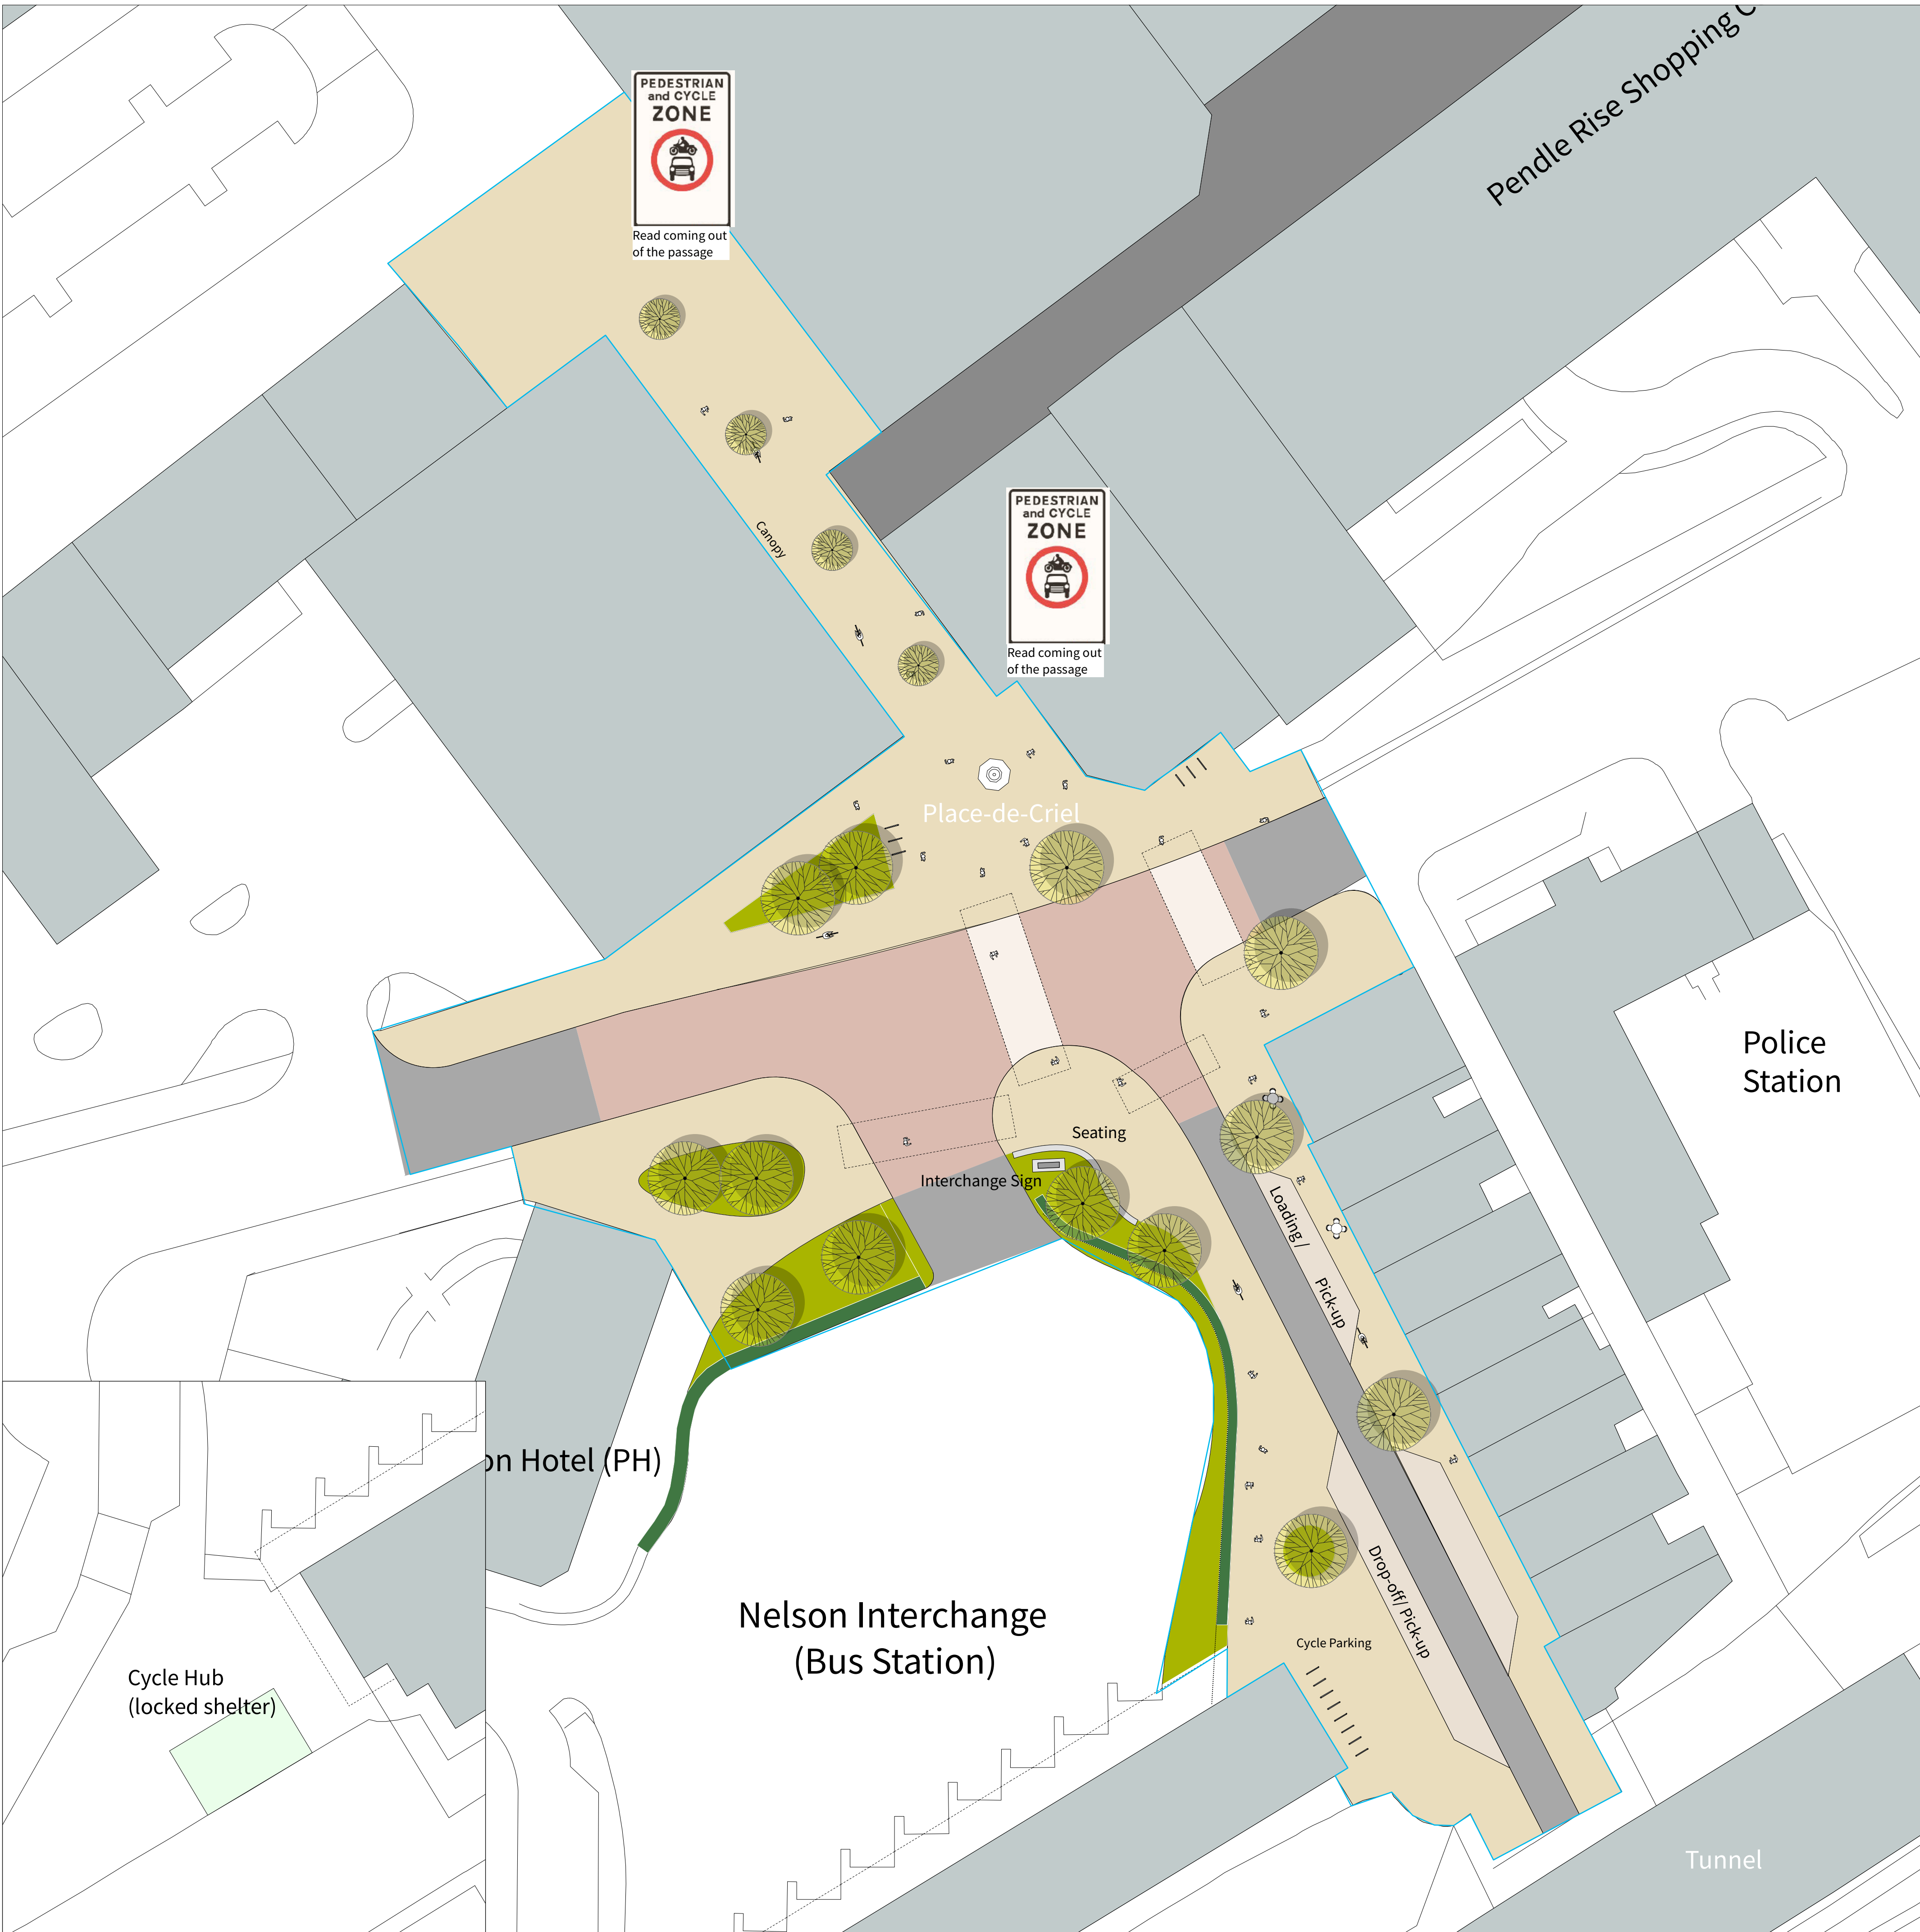 Pendle Rise Shopping C
PEDESTRIAN
and CYCLE
ZONE
Read coming out
of the passage
Canopy
PEDESTRIAN
and CYCLE
ZONE
Read coming out
of the passage
Place-de-Criel
Police
Station
Seating
Interchange Sign
Loading /
Pick-up
on Hotel (PH)
Nelson Interchange
(Bus Station)
Drop-off/ Pick-up
Cycle Parking
Cycle Hub
(locked shelter)
Tunnel